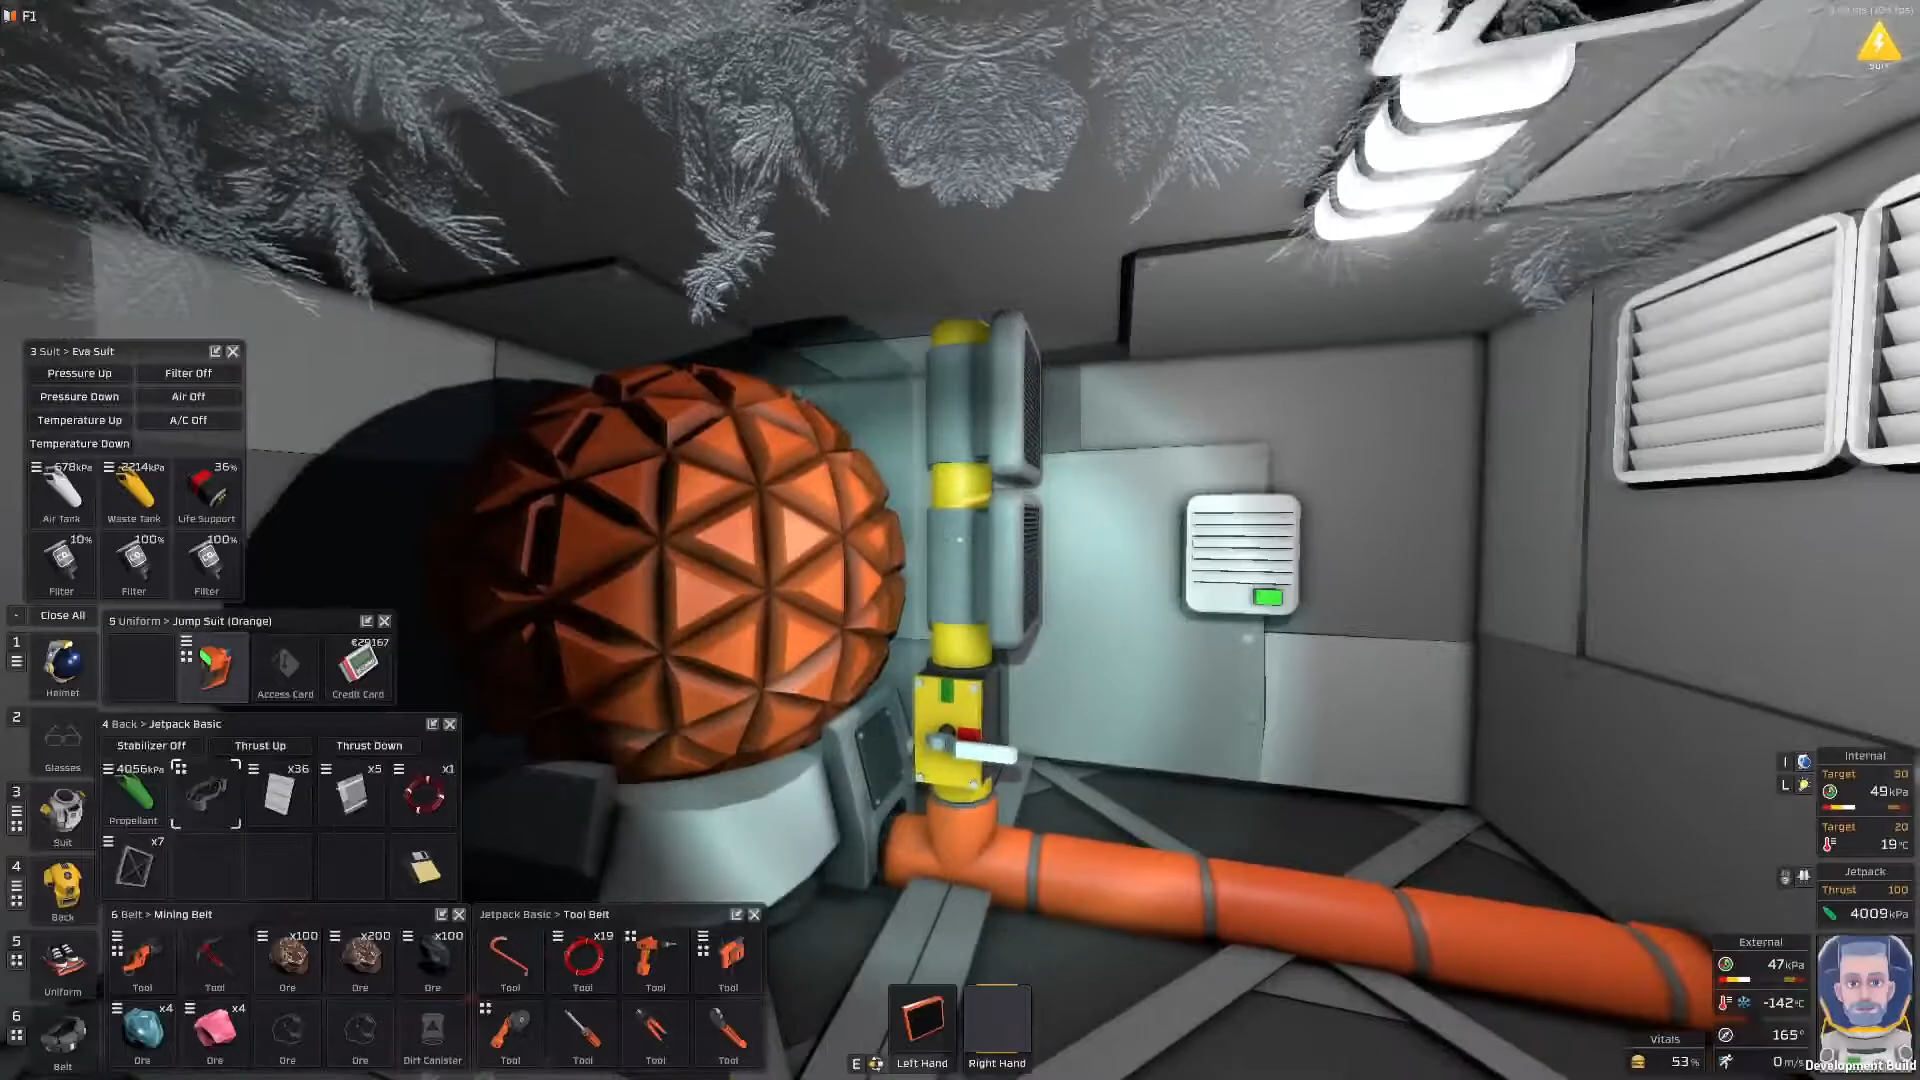 F1
SUIT
3 Suit > Eva Suit
Pressure Up
Filter Off
Pressure Down
Air Off
Temperature Up
A/C Off
Temperature Down
678kPa
2214kPa
36%
Air Tank
Waste Tank
Life Support
10%
100%
100%
Filter
Filter
Filter
- Close All
1
Helmet
2
Glasses
3
Suit
4
Back
5
Uniform
6
Belt
5 Uniform > Jump Suit (Orange)
€29167
Access Card
Credit Card
4 Back > Jetpack Basic
Stabilizer Off
Thrust Up
Thrust Down
4056kPa
x36
x5
x1
Propellant
x7
6 Belt > Mining Belt
x100
x200
x100
Tool
Tool
Ore
Ore
Ore
x4
x4
Ore
Ore
Ore
Ore
Dirt Canister
Jetpack Basic > Tool Belt
x19
Tool
Tool
Tool
Tool
Tool
Tool
Tool
Tool
E
Left Hand
Right Hand
I
L
Internal
Target 50
49kPa
Target 20
19°C
Jetpack
Thrust 100
4009kPa
External
47kPa
-142°C
165°
0m/s
Vitals
53%
Development Build